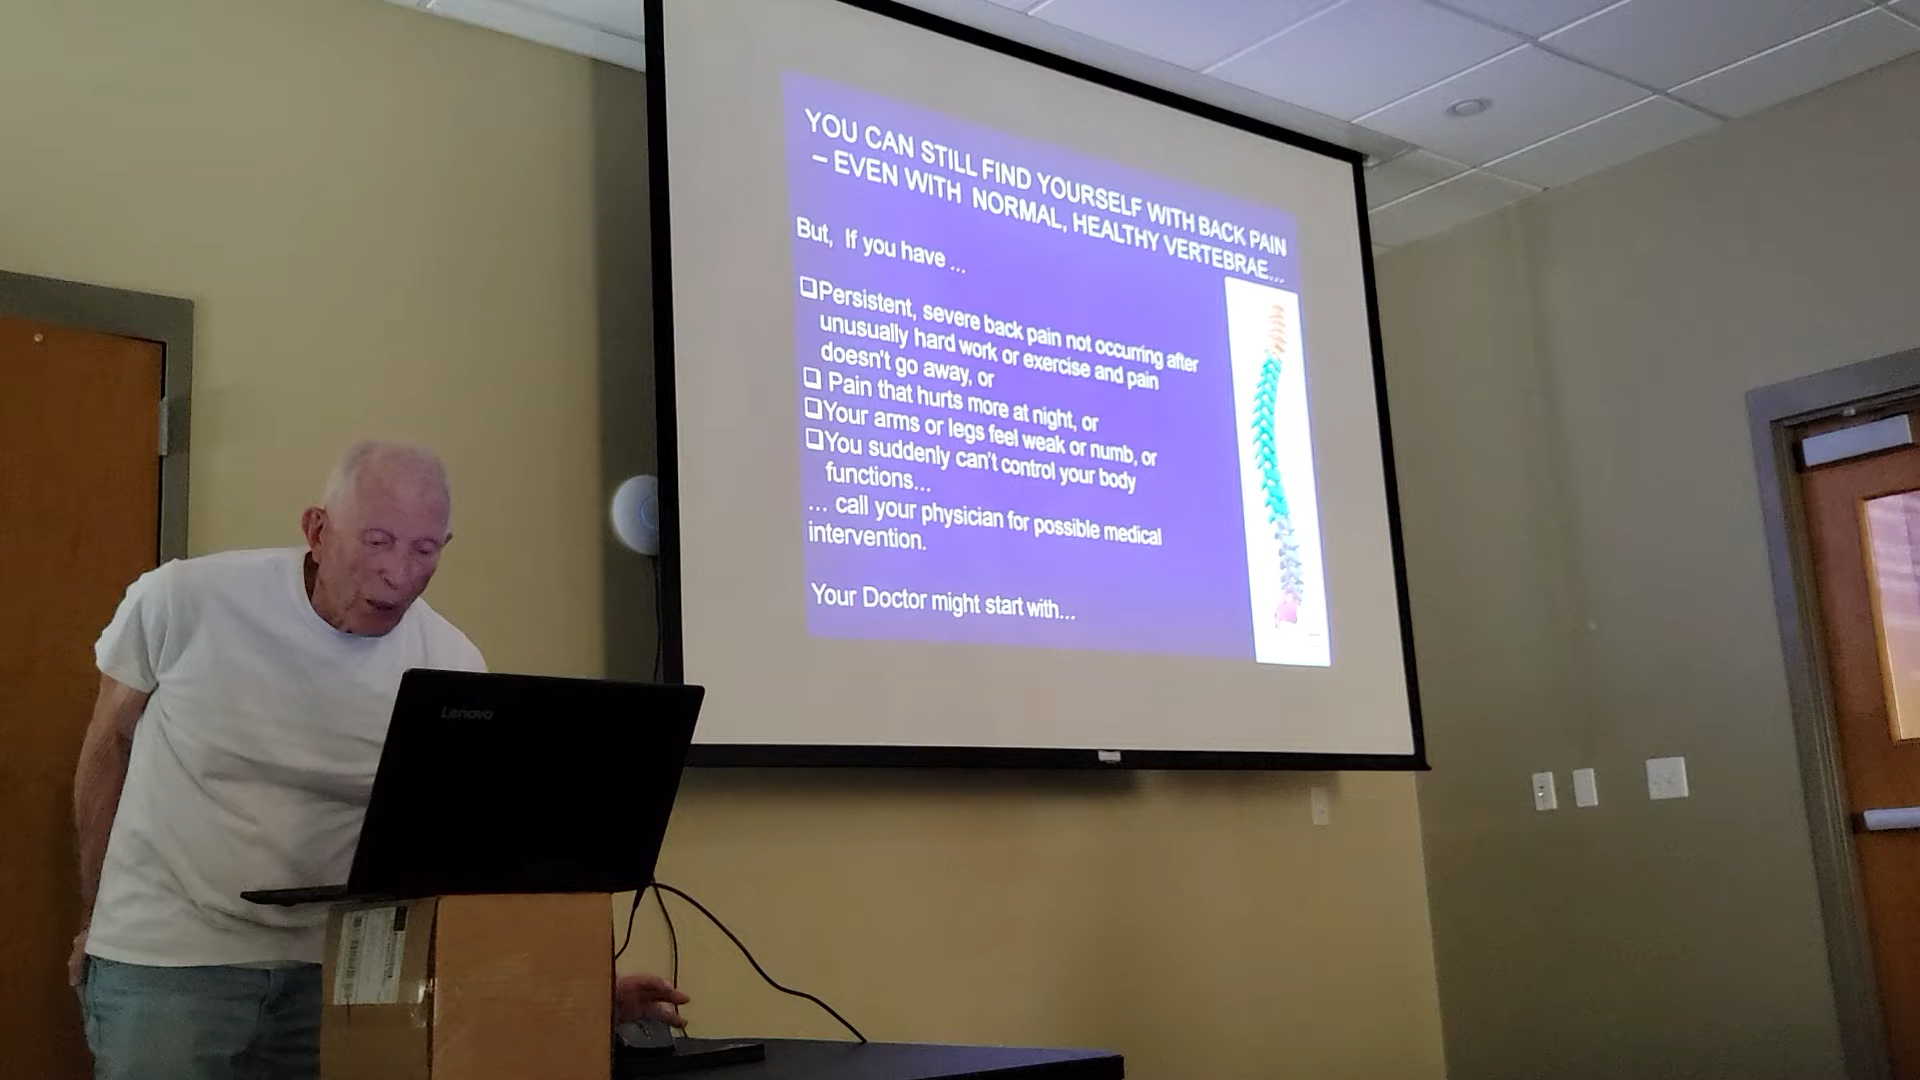 YOU CAN STILL FIND YOURSELF WITH BACK PAIN
– EVEN WITH NORMAL, HEALTHY VERTEBRAE...
But, If you have ...
❑Persistent, severe back pain not occurring after
unusually hard work or exercise and pain
doesn't go away, or
❑ Pain that hurts more at night, or
❑Your arms or legs feel weak or numb, or
❑You suddenly can't control your body
functions...
... call your physician for possible medical
intervention.
Your Doctor might start with...
Lenovo